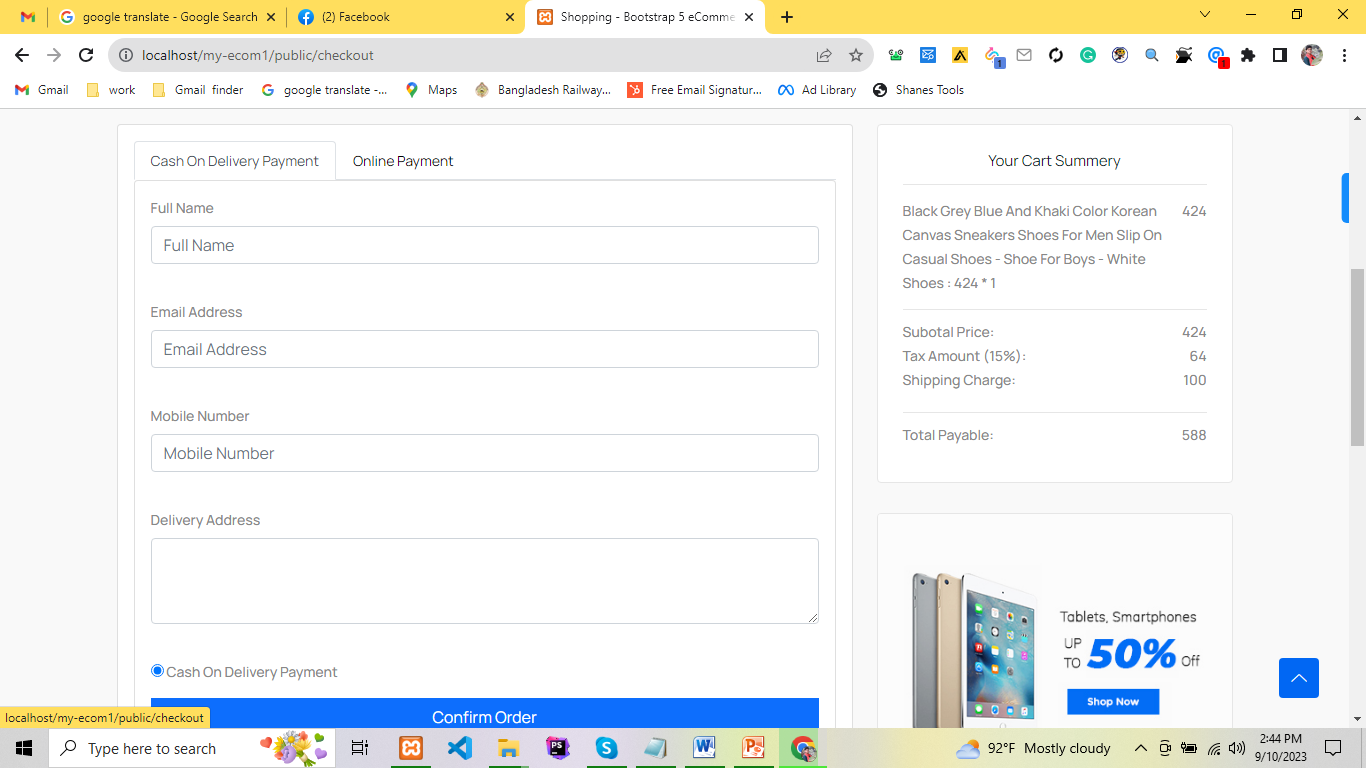 google translate - Google Search
(2) Facebook
Shopping - Bootstrap 5 eComme
localhost/my-ecom1/public/checkout
1
1
Gmail
work
Gmail finder
google translate -...
Maps
Bangladesh Railway...
Free Email Signatur...
Ad Library
Shanes Tools
Cash On Delivery Payment
Online Payment
Full Name
Full Name
Email Address
Email Address
Mobile Number
Mobile Number
Delivery Address
Cash On Delivery Payment
Confirm Order
Your Cart Summery
Black Grey Blue And Khaki Color Korean 424
Canvas Sneakers Shoes For Men Slip On
Casual Shoes - Shoe For Boys - White
Shoes : 424 * 1
Subotal Price: 424
Tax Amount (15%): 64
Shipping Charge: 100
Total Payable: 588
Tablets, Smartphones
UP TO 50% Off
Shop Now
localhost/my-ecom1/public/checkout
Type here to search
92°F Mostly cloudy
2:44 PM
9/10/2023